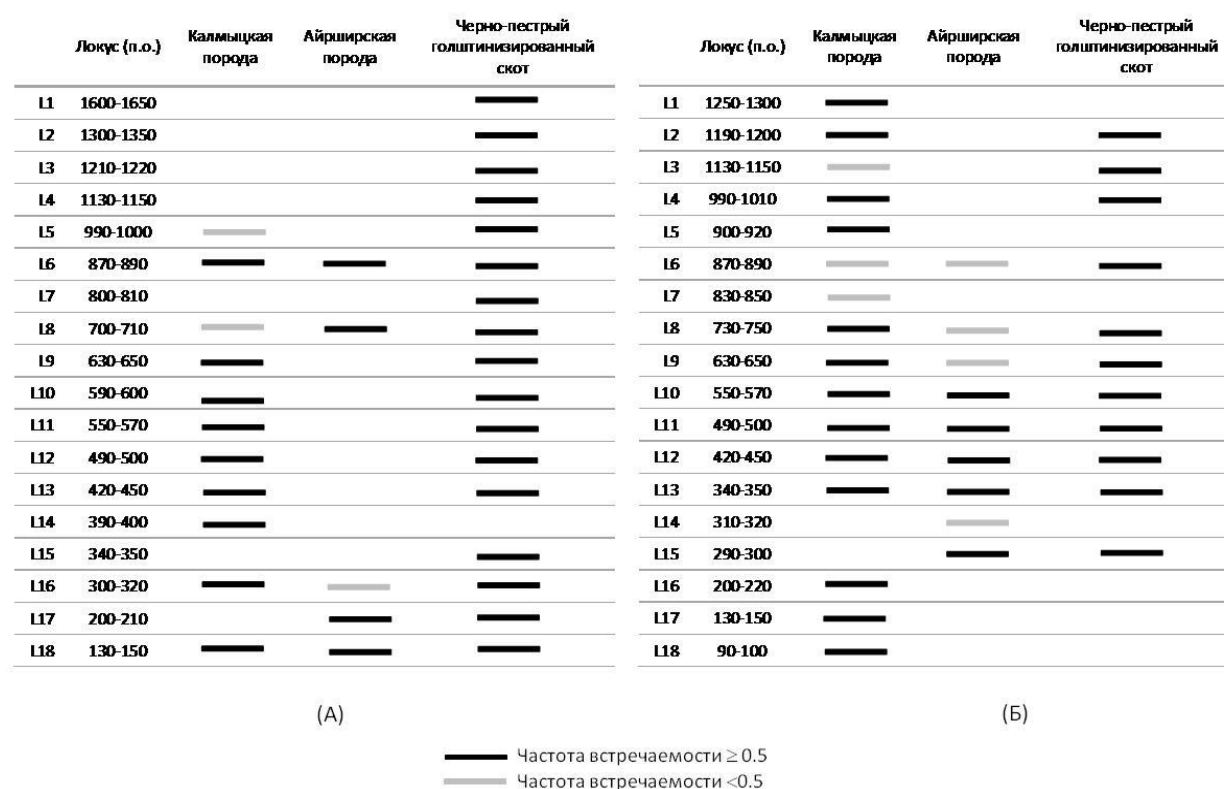 Локус (п.о.) Калмыцкая порода Айрширская порода Черно-пестрый голштинизированный скот
L1 1600-1650
L2 1300-1350
L3 1210-1220
L4 1130-1150
L5 990-1000
L6 870-890
L7 800-810
L8 700-710
L9 630-650
L10 590-600
L11 550-570
L12 490-500
L13 420-450
L14 390-400
L15 340-350
L16 300-320
L17 200-210
L18 130-150
(А)
Локус (п.о.) Калмыцкая порода Айрширская порода Черно-пестрый голштинизированный скот
L1 1250-1300
L2 1190-1200
L3 1130-1150
L4 990-1010
L5 900-920
L6 870-890
L7 830-850
L8 730-750
L9 630-650
L10 550-570
L11 490-500
L12 420-450
L13 340-350
L14 310-320
L15 290-300
L16 200-220
L17 130-150
L18 90-100
(Б)
Частота встречаемости ≥ 0.5
Частота встречаемости <0.5